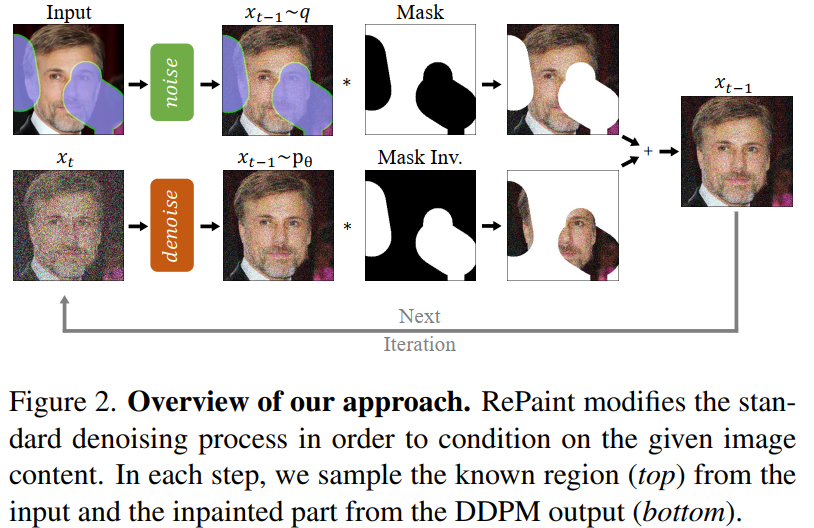 Input
x_{t−1}~q
Mask
noise
*
x_{t−1}
+
x_t
x_{t−1}~p_θ
Mask Inv.
denoise
*
Next
Iteration
Figure 2. Overview of our approach. RePaint modifies the stan-
dard denoising process in order to condition on the given image
content. In each step, we sample the known region (top) from the
input and the inpainted part from the DDPM output (bottom).